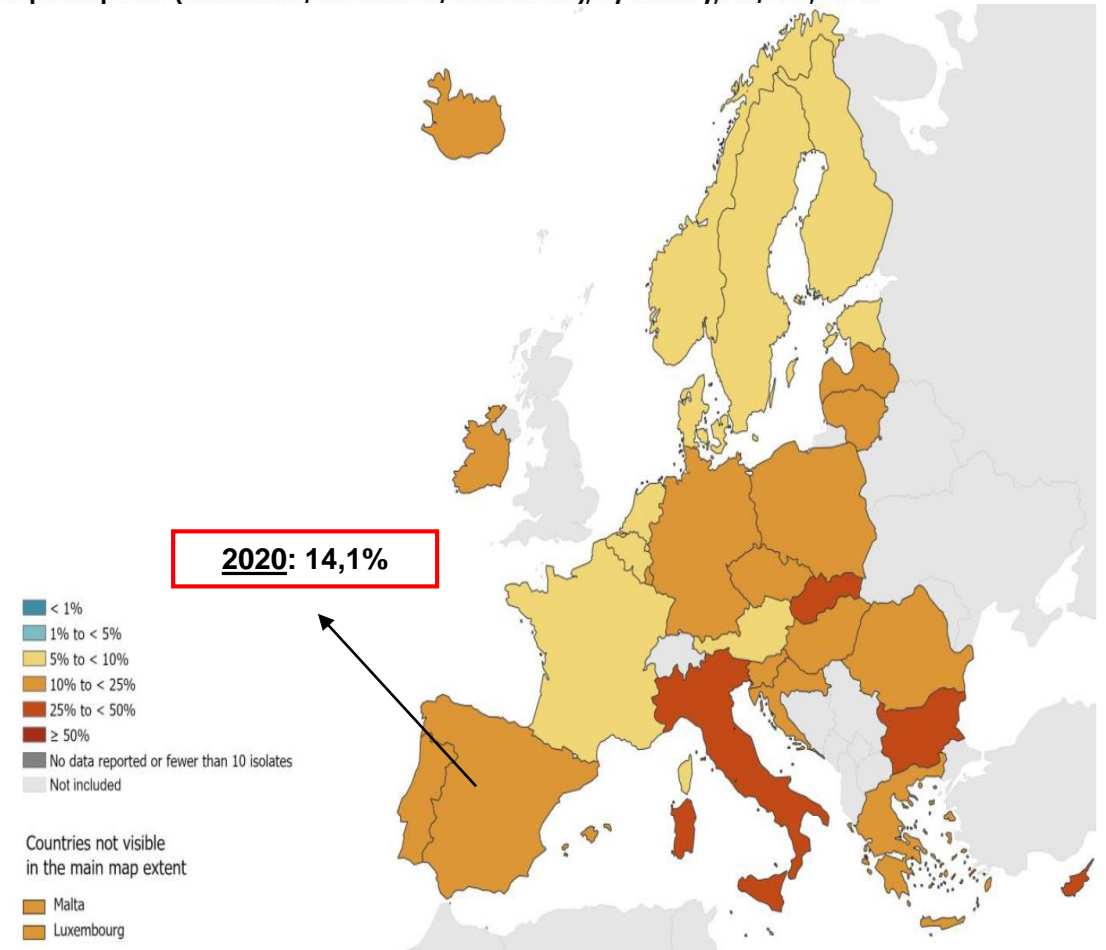 2020: 14,1%
< 1%
1% to < 5%
5% to < 10%
10% to < 25%
25% to < 50%
≥ 50%
No data reported or fewer than 10 isolates
Not included
Countries not visible
in the main map extent
Malta
Luxembourg